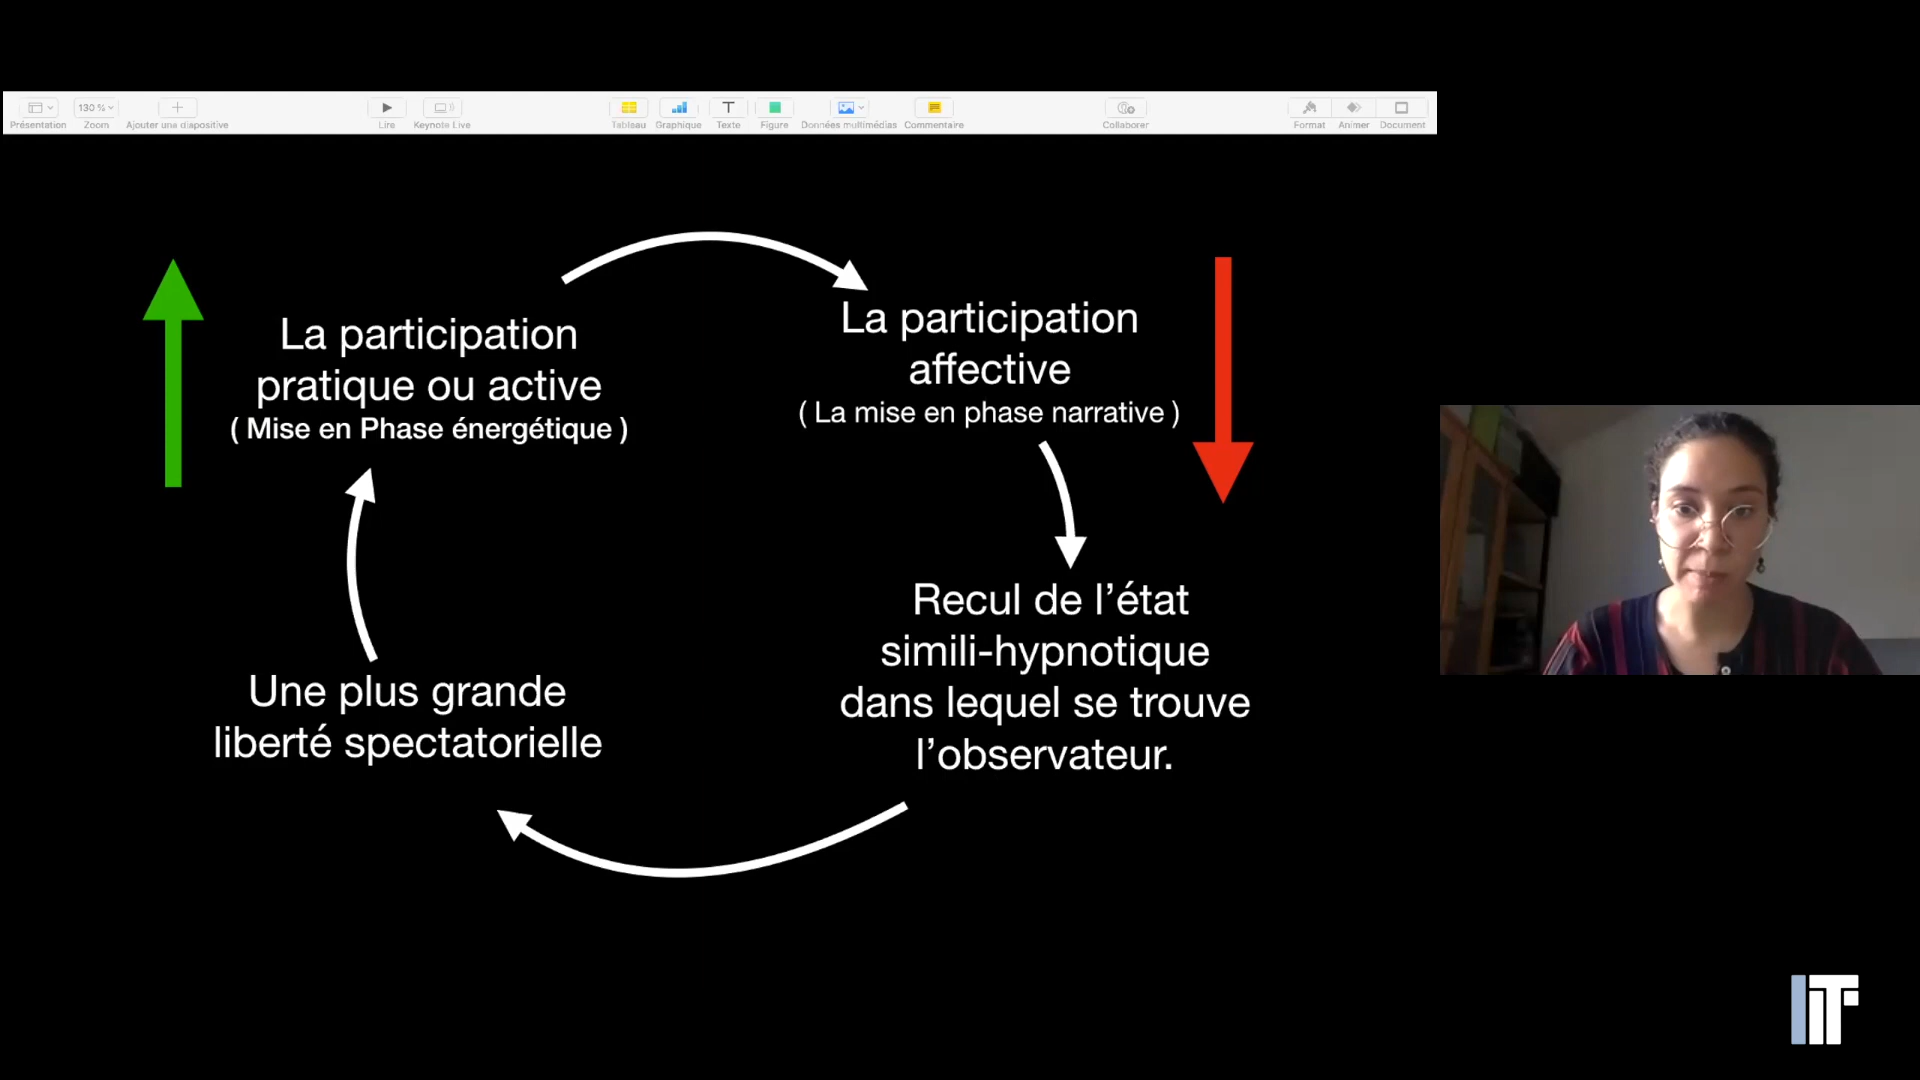 130 %
Présentation
Zoom
Ajouter une diapositive
Lire
Keynote Live
Tableau
Graphique
Texte
Figure
Données multimédias
Commentaire
Collaborer
Format
Animer
Document
La participation
pratique ou active
( Mise en Phase énergétique )
La participation
affective
( La mise en phase narrative )
Recul de l’état
simili-hypnotique
dans lequel se trouve
l’observateur.
Une plus grande
liberté spectatorielle